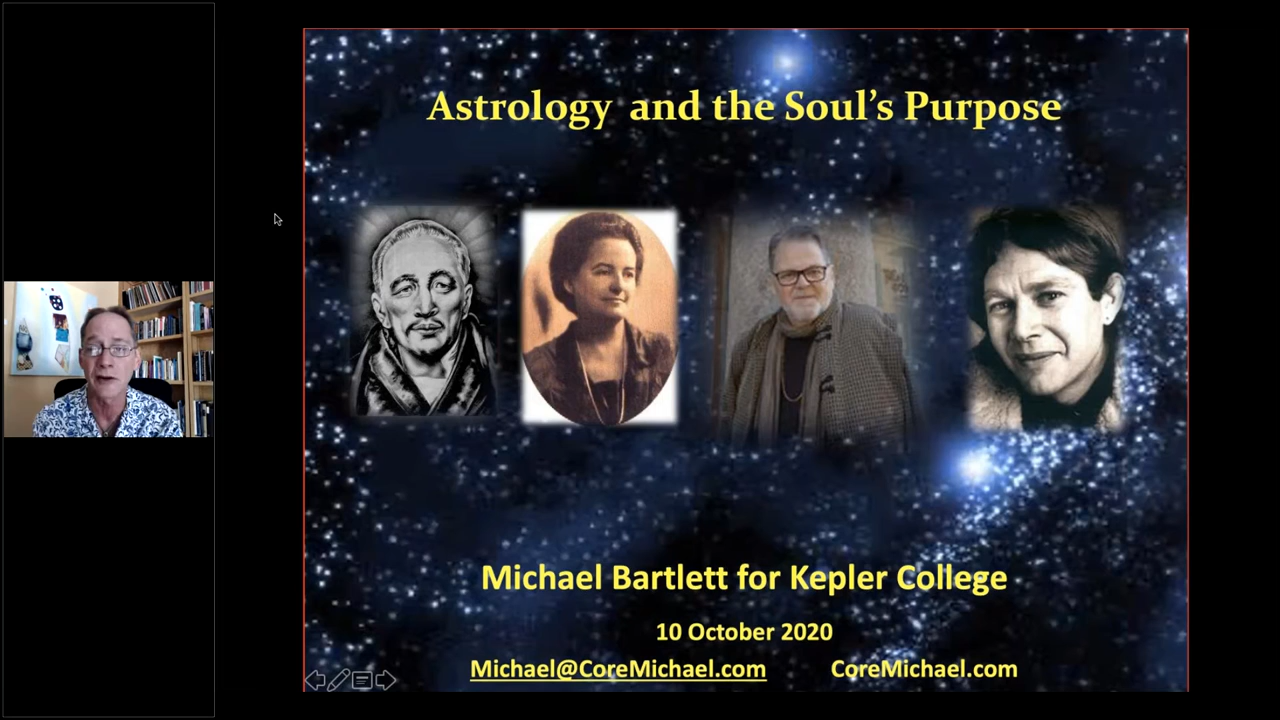 Astrology and the Soul's Purpose
Michael Bartlett for Kepler College
10 October 2020
Michael@CoreMichael.com CoreMichael.com